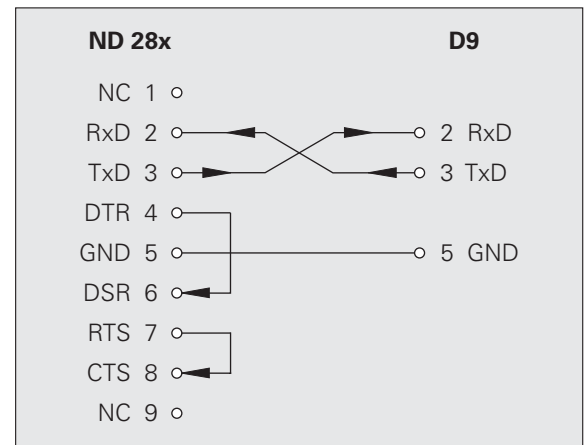 ND 28x D9
NC 1
RxD 2 2 RxD
TxD 3 3 TxD
DTR 4
GND 5 5 GND
DSR 6
RTS 7
CTS 8
NC 9